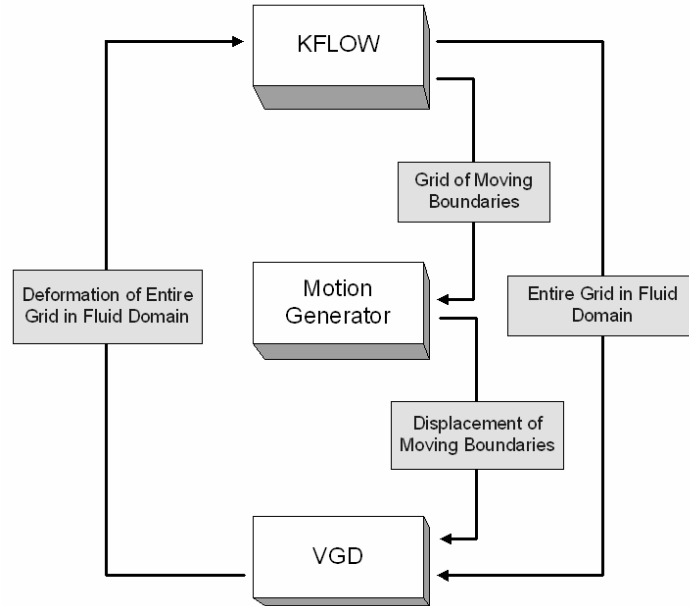 KFLOW
Grid of Moving
Boundaries
Deformation of Entire
Grid in Fluid Domain
Motion
Generator
Entire Grid in Fluid
Domain
Displacement of
Moving Boundaries
VGD